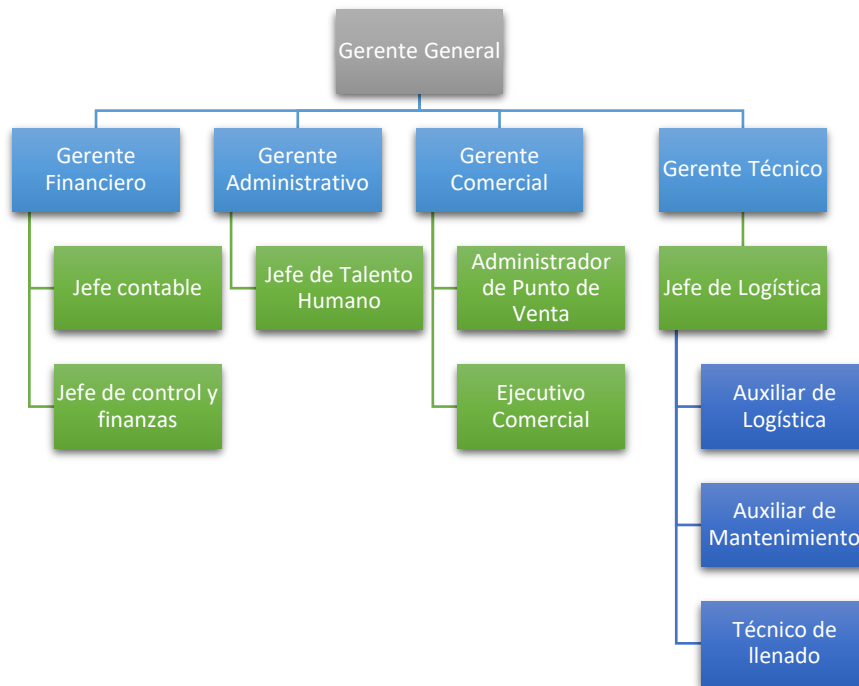 Gerente General
Gerente
Financiero
Gerente
Administrativo
Gerente
Comercial
Gerente Técnico
Jefe contable
Jefe de Talento
Humano
Administrador
de Punto de
Venta
Jefe de Logística
Jefe de control y
finanzas
Ejecutivo
Comercial
Auxiliar de
Logística
Auxiliar de
Mantenimiento
Técnico de
llenado